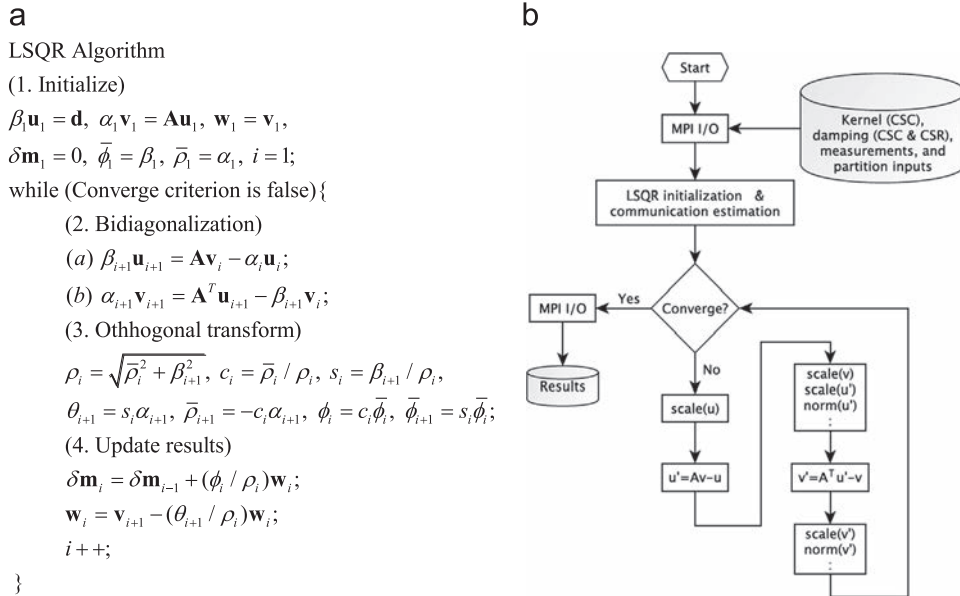 a
LSQR Algorithm
(1. Initialize)
β₁u₁ = d, α₁v₁ = Au₁, w₁ = v₁,
δm₁ = 0, ϕ̅₁ = β₁, ρ̅₁ = α₁, i = 1;
while (Converge criterion is false){
(2. Bidiagonalization)
(a) βᵢ₊₁uᵢ₊₁ = Avᵢ − αᵢuᵢ;
(b) αᵢ₊₁vᵢ₊₁ = Aᵀuᵢ₊₁ − βᵢ₊₁vᵢ;
(3. Othhogonal transform)
ρᵢ = √(ρ̅ᵢ² + βᵢ₊₁²), cᵢ = ρ̅ᵢ / ρᵢ, sᵢ = βᵢ₊₁ / ρᵢ,
θᵢ₊₁ = sᵢαᵢ₊₁, ρ̅ᵢ₊₁ = −cᵢαᵢ₊₁, ϕᵢ = cᵢϕ̅ᵢ, ϕ̅ᵢ₊₁ = sᵢϕ̅ᵢ;
(4. Update results)
δmᵢ = δmᵢ₋₁ + (ϕᵢ / ρᵢ)wᵢ;
wᵢ = vᵢ₊₁ − (θᵢ₊₁ / ρᵢ)wᵢ;
i++;
}
b
Start
MPI I/O
Kernel (CSC),
damping (CSC & CSR),
measurements, and
partition inputs
LSQR initialization &
communication estimation
Converge?
Yes
MPI I/O
Results
No
scale(u)
u'=Av-u
scale(v)
scale(u')
norm(u')
⋮
v'=Aᵀu'-v
scale(v')
norm(v')
⋮